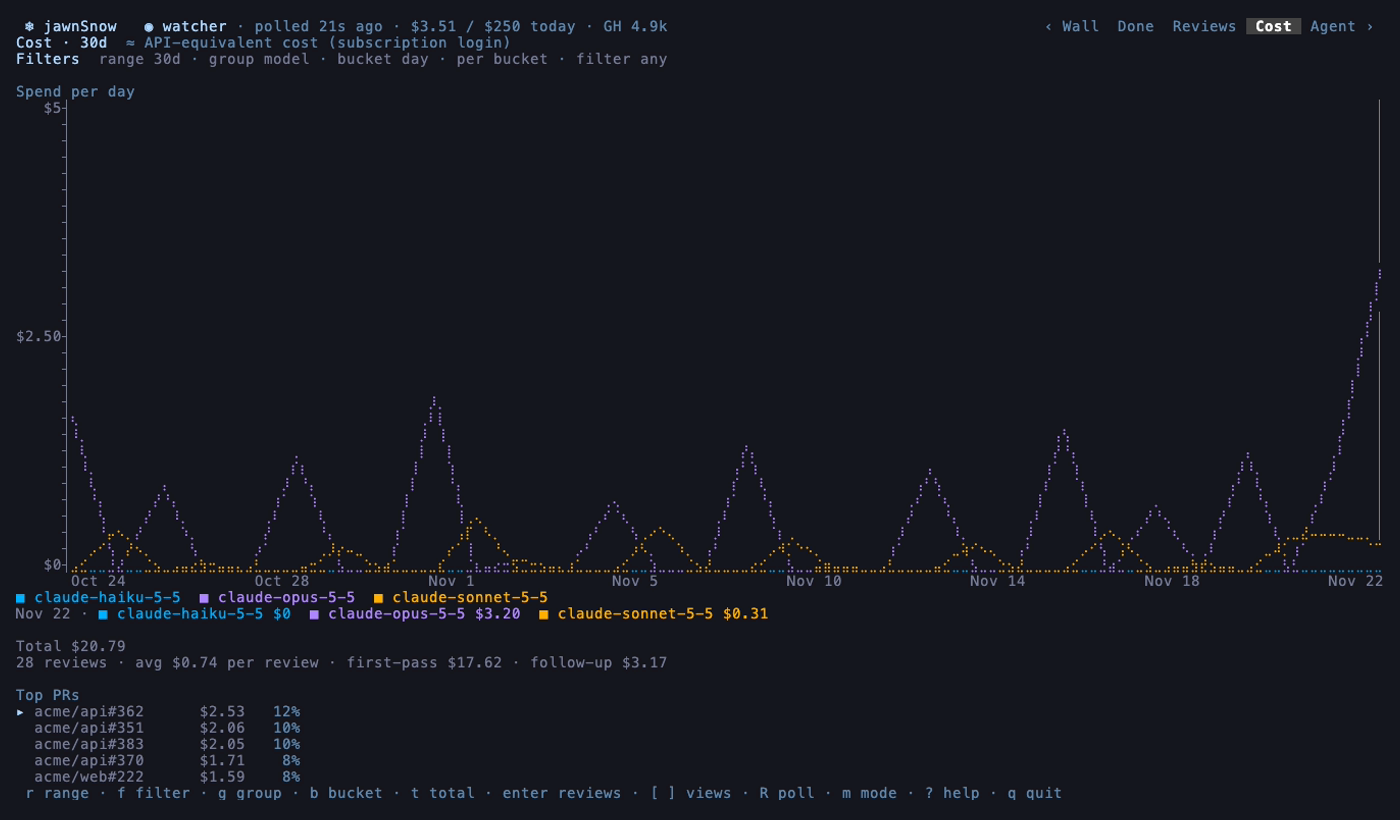 ❄ jawnSnow ◉ watcher · polled 21s ago · $3.51 / $250 today · GH 4.9k ‹ Wall Done Reviews Cost Agent ›
Cost · 30d ≈ API-equivalent cost (subscription login)
Filters range 30d · group model · bucket day · per bucket · filter any
Spend per day
$5
$2.50
$0
Oct 24 Oct 28 Nov 1 Nov 5 Nov 10 Nov 14 Nov 18 Nov 22
■ claude-haiku-5-5 ■ claude-opus-5-5 ■ claude-sonnet-5-5
Nov 22 · ■ claude-haiku-5-5 $0 ■ claude-opus-5-5 $3.20 ■ claude-sonnet-5-5 $0.31
Total $20.79
28 reviews · avg $0.74 per review · first-pass $17.62 · follow-up $3.17
Top PRs
▸ acme/api#362 $2.53 12%
acme/api#351 $2.06 10%
acme/api#383 $2.05 10%
acme/api#370 $1.71 8%
acme/web#222 $1.59 8%
r range · f filter · g group · b bucket · t total · enter reviews · [ ] views · R poll · m mode · ? help · q quit